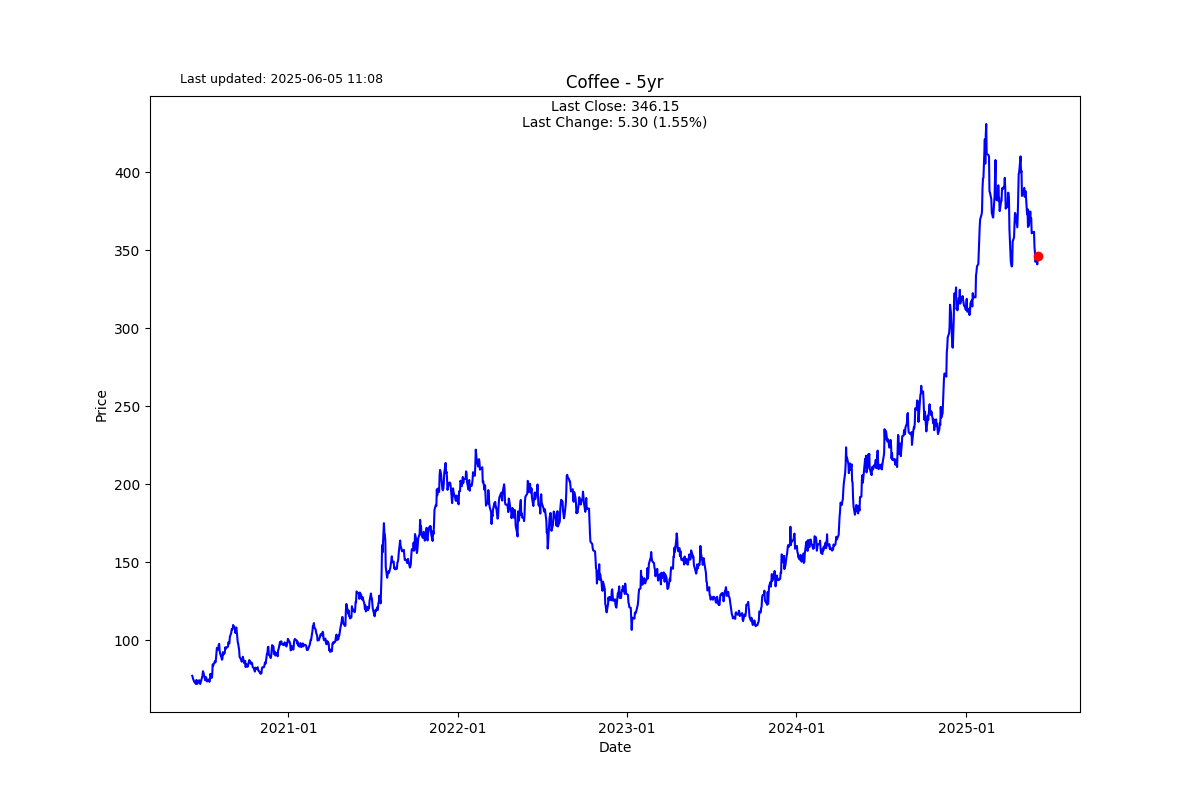 Last updated: 2025-06-05 11:08
Coffee - 5yr
Last Close: 346.15
Last Change: 5.30 (1.55%)
400
350
300
250
200
150
100
Price
2021-01
2022-01
2023-01
2024-01
2025-01
Date